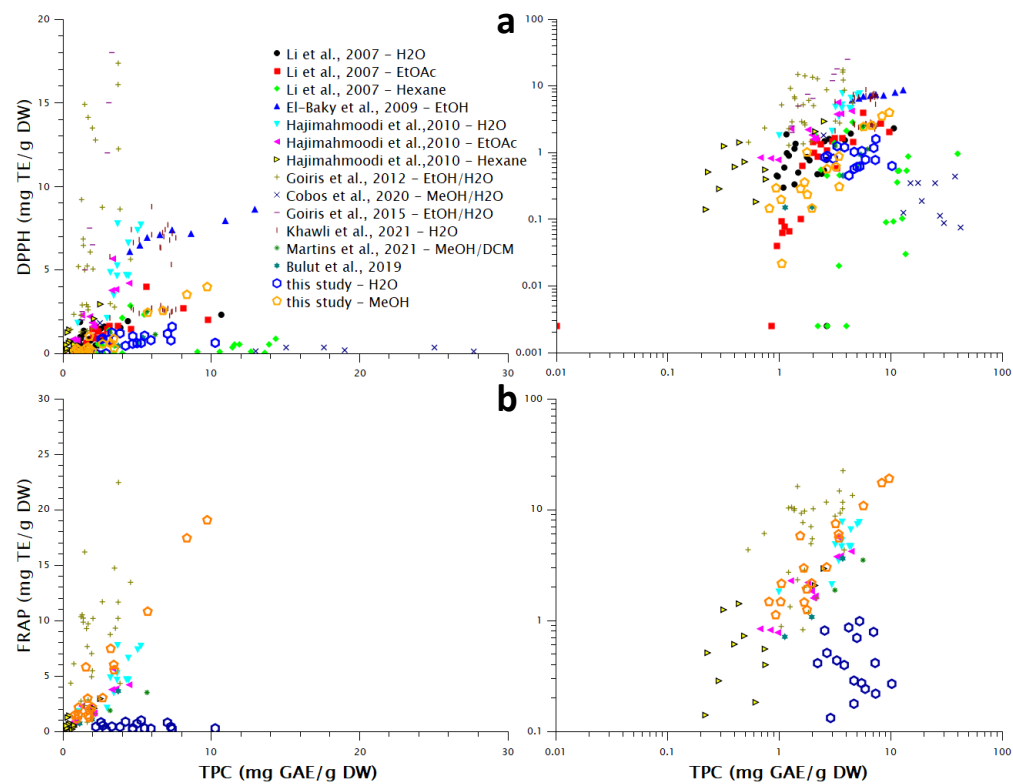 a
20
15
10
5
0
DPPH (mg TE/g DW)
0
10
20
30
Li et al., 2007 – H2O
Li et al., 2007 – EtOAc
Li et al., 2007 – Hexane
El-Baky et al., 2009 – EtOH
Hajimahmoodi et al.,2010 – H2O
Hajimahmoodi et al.,2010 – EtOAc
Hajimahmoodi et al.,2010 – Hexane
Goiris et al., 2012 – EtOH/H2O
Cobos et al., 2020 – MeOH/H2O
Goiris et al., 2015 – EtOH/H2O
Khawli et al., 2021 – H2O
Martins et al., 2021 – MeOH/DCM
Bulut et al., 2019
this study – H2O
this study – MeOH
100
10
1
0.1
0.01
0.001
0.01
0.1
1
10
100
b
30
25
20
15
10
5
0
FRAP (mg TE/g DW)
0
10
20
30
TPC (mg GAE/g DW)
100
10
1
0.1
0.01
0.1
1
10
100
TPC (mg GAE/g DW)